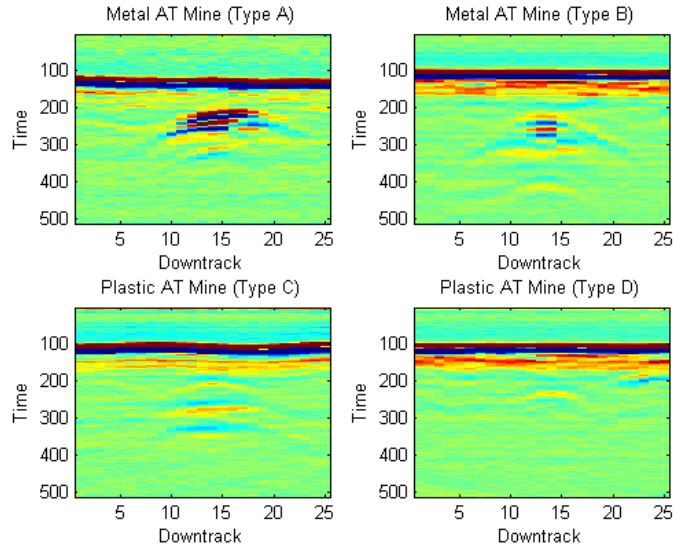 Metal AT Mine (Type A)
100
200
300
400
500
Time
5 10 15 20 25
Downtrack
Metal AT Mine (Type B)
100
200
300
400
500
Time
5 10 15 20 25
Downtrack
Plastic AT Mine (Type C)
100
200
300
400
500
Time
5 10 15 20 25
Downtrack
Plastic AT Mine (Type D)
100
200
300
400
500
Time
5 10 15 20 25
Downtrack